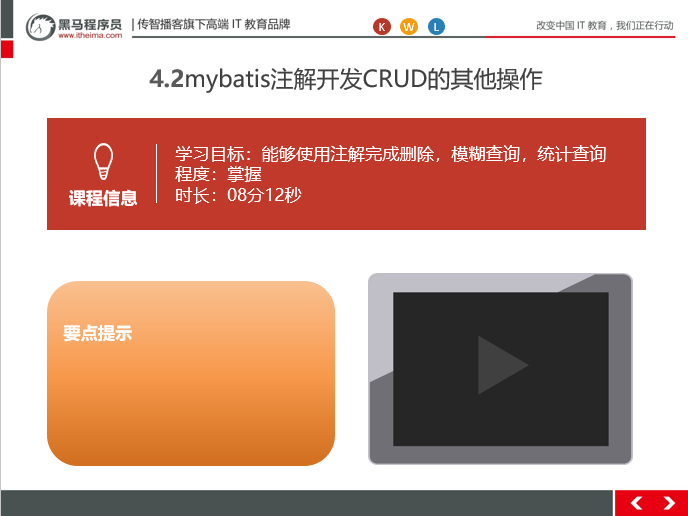 黑马程序员
www.itheima.com
传智播客旗下高端 IT 教育品牌
K W L
改变中国 IT 教育，我们正在行动
4.2mybatis注解开发CRUD的其他操作
学习目标：能够使用注解完成删除，模糊查询，统计查询
程度：掌握
时长：08分12秒
课程信息
要点提示